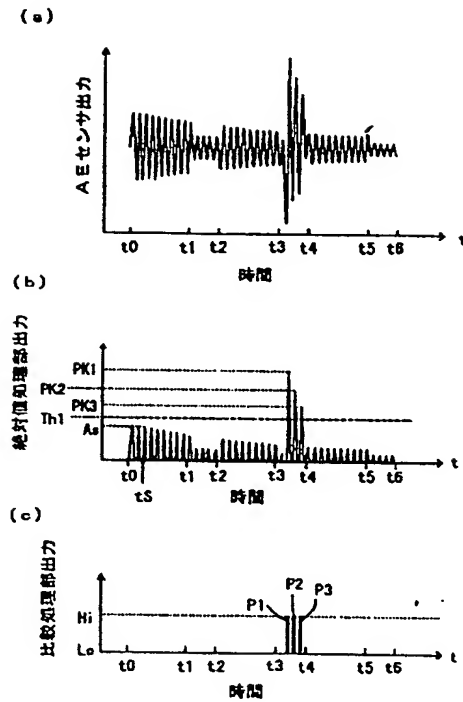 (a)
AEセンサ出力
t0 t1 t2 t3 t4 t5 t6 t
時間
(b)
絶対値処理部出力
PK1
PK2
PK3
Th1
As
t0 t1 t2 t3 t4 t5 t6 t
tS
時間
(c)
比較処理部出力
P1 P2 P3
Hi
Lo
t0 t1 t2 t3 t4 t5 t6 t
時間